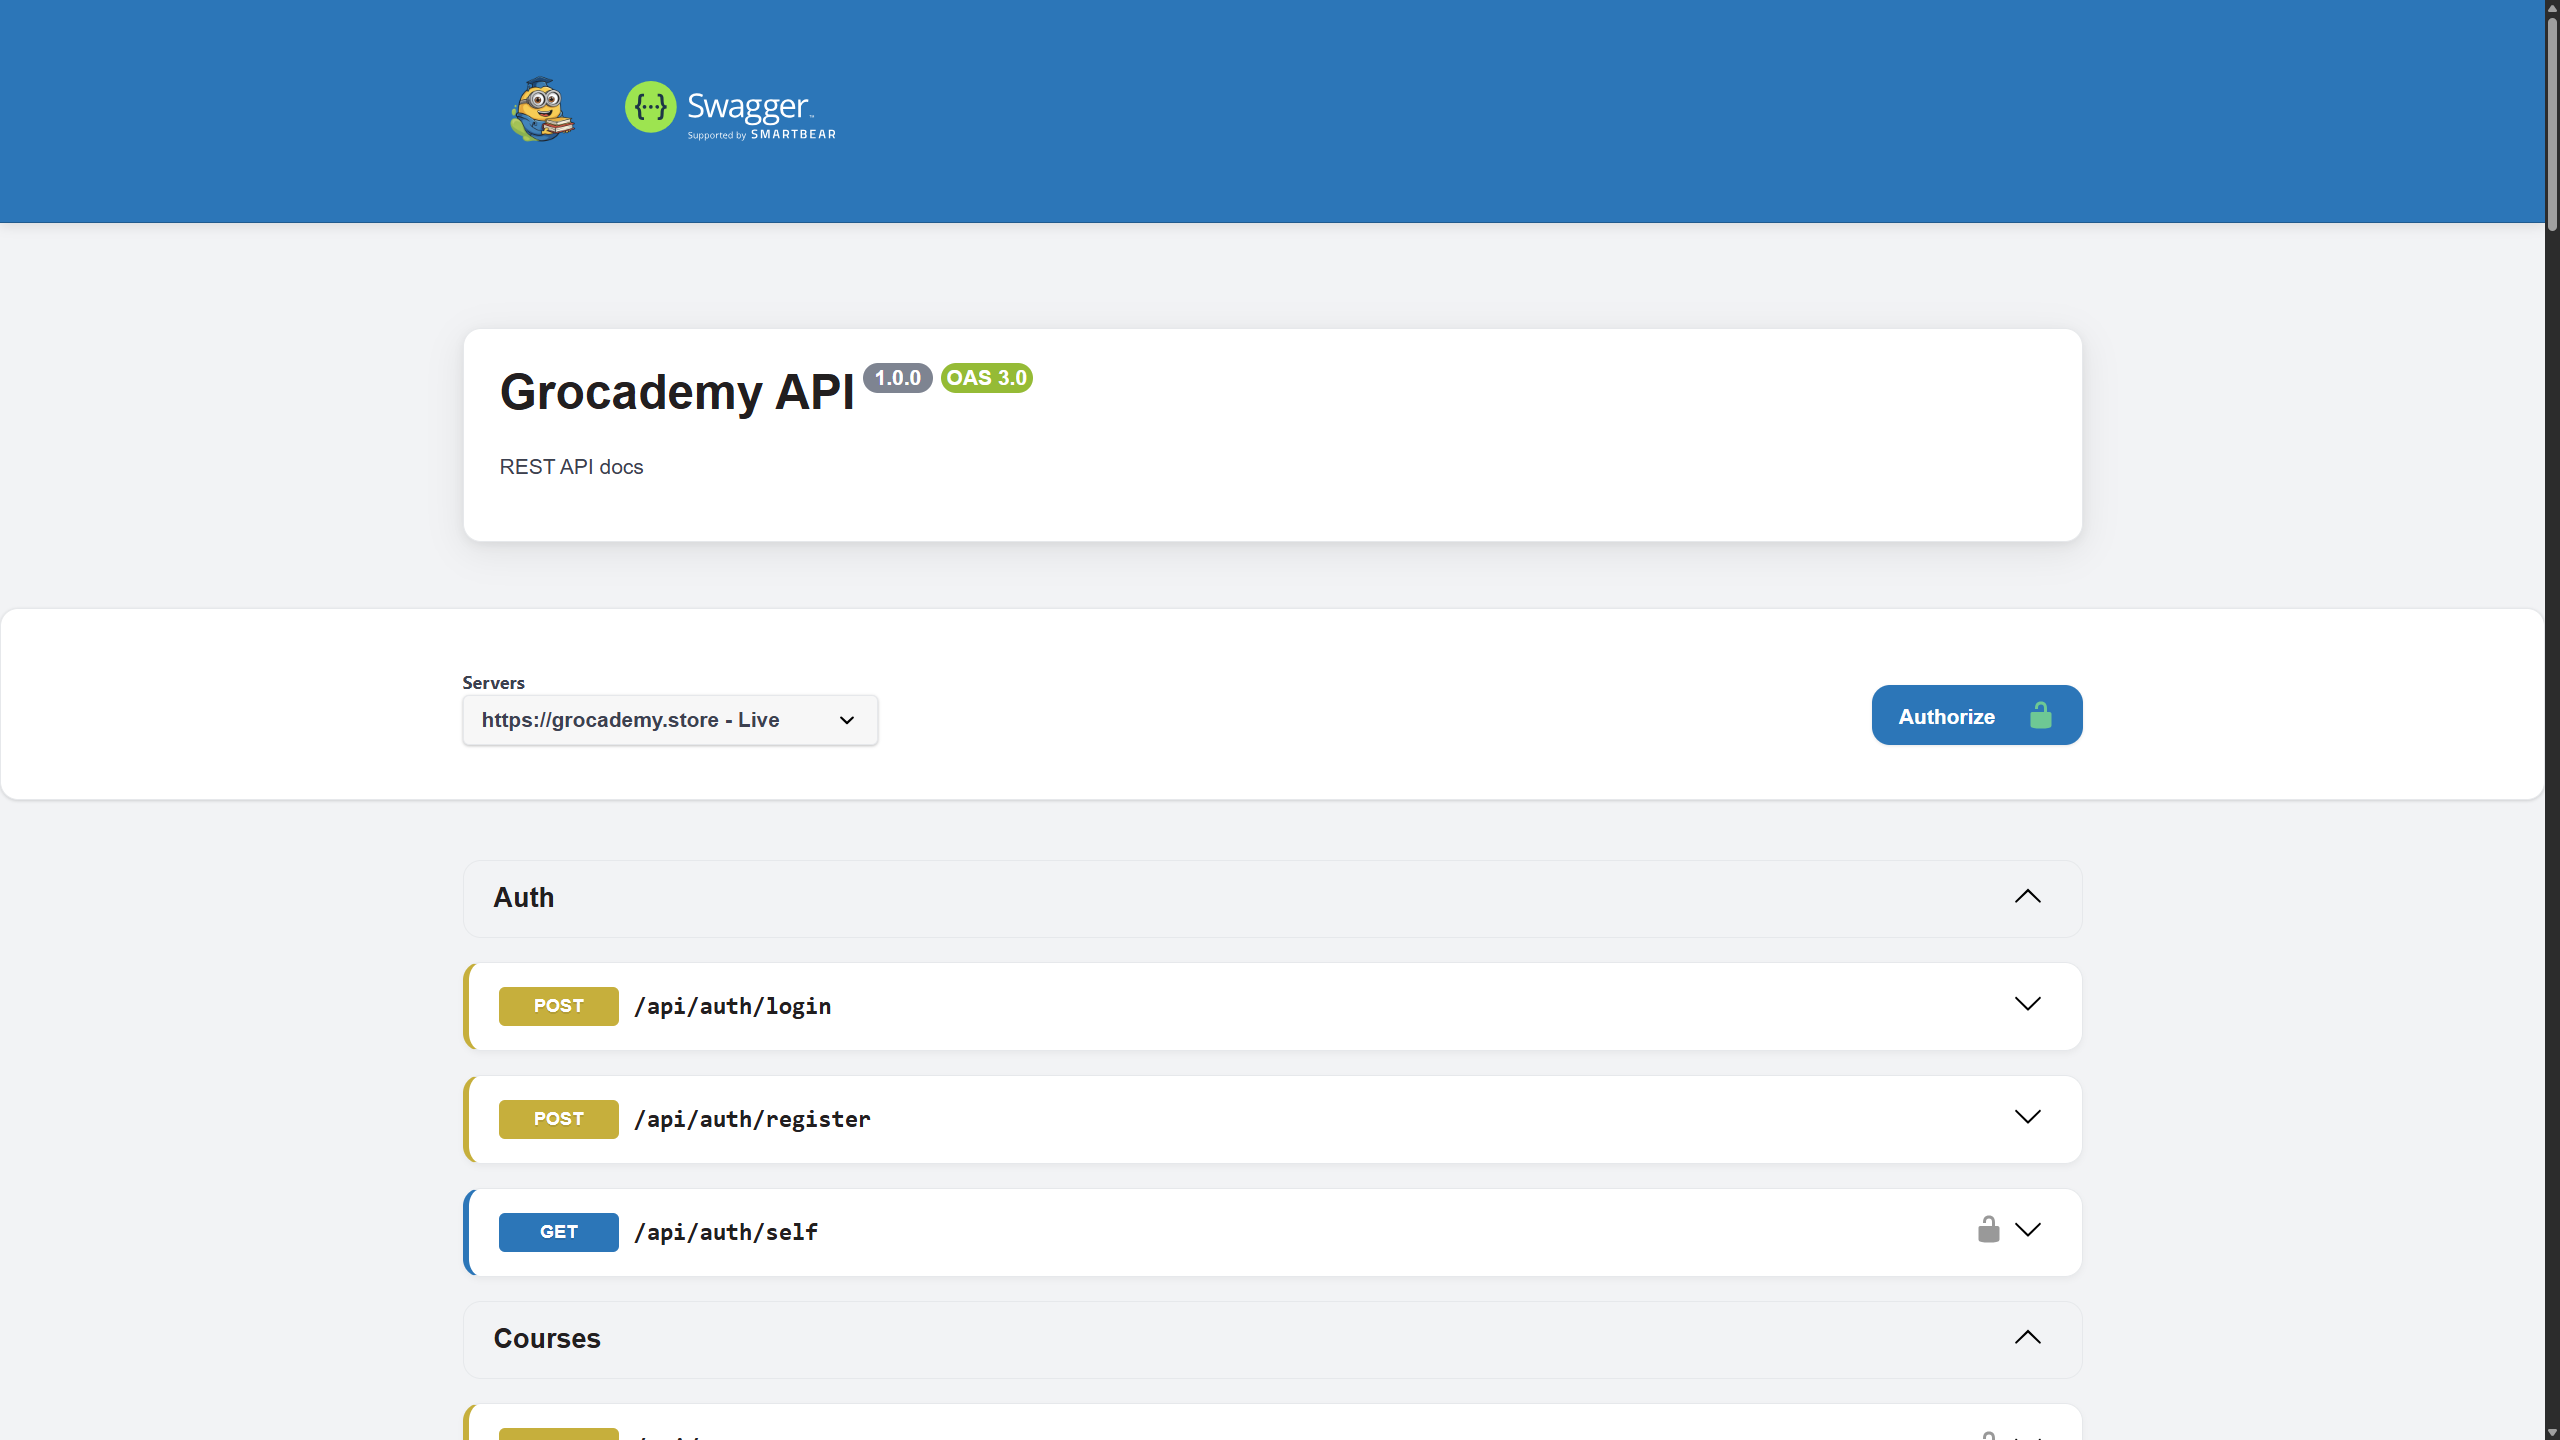 {...} Swagger
Supported by SMARTBEAR
Grocademy API 1.0.0 OAS 3.0
REST API docs
Servers
https://grocademy.store - Live
Authorize
Auth
POST /api/auth/login
POST /api/auth/register
GET /api/auth/self
Courses